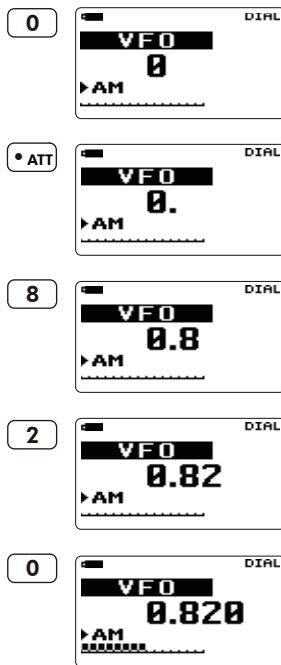 0
DIAL
VFO
0
▶AM
• ATT
DIAL
VFO
0.
▶AM
8
DIAL
VFO
0.8
▶AM
2
DIAL
VFO
0.82
▶AM
0
DIAL
VFO
0.820
▶AM